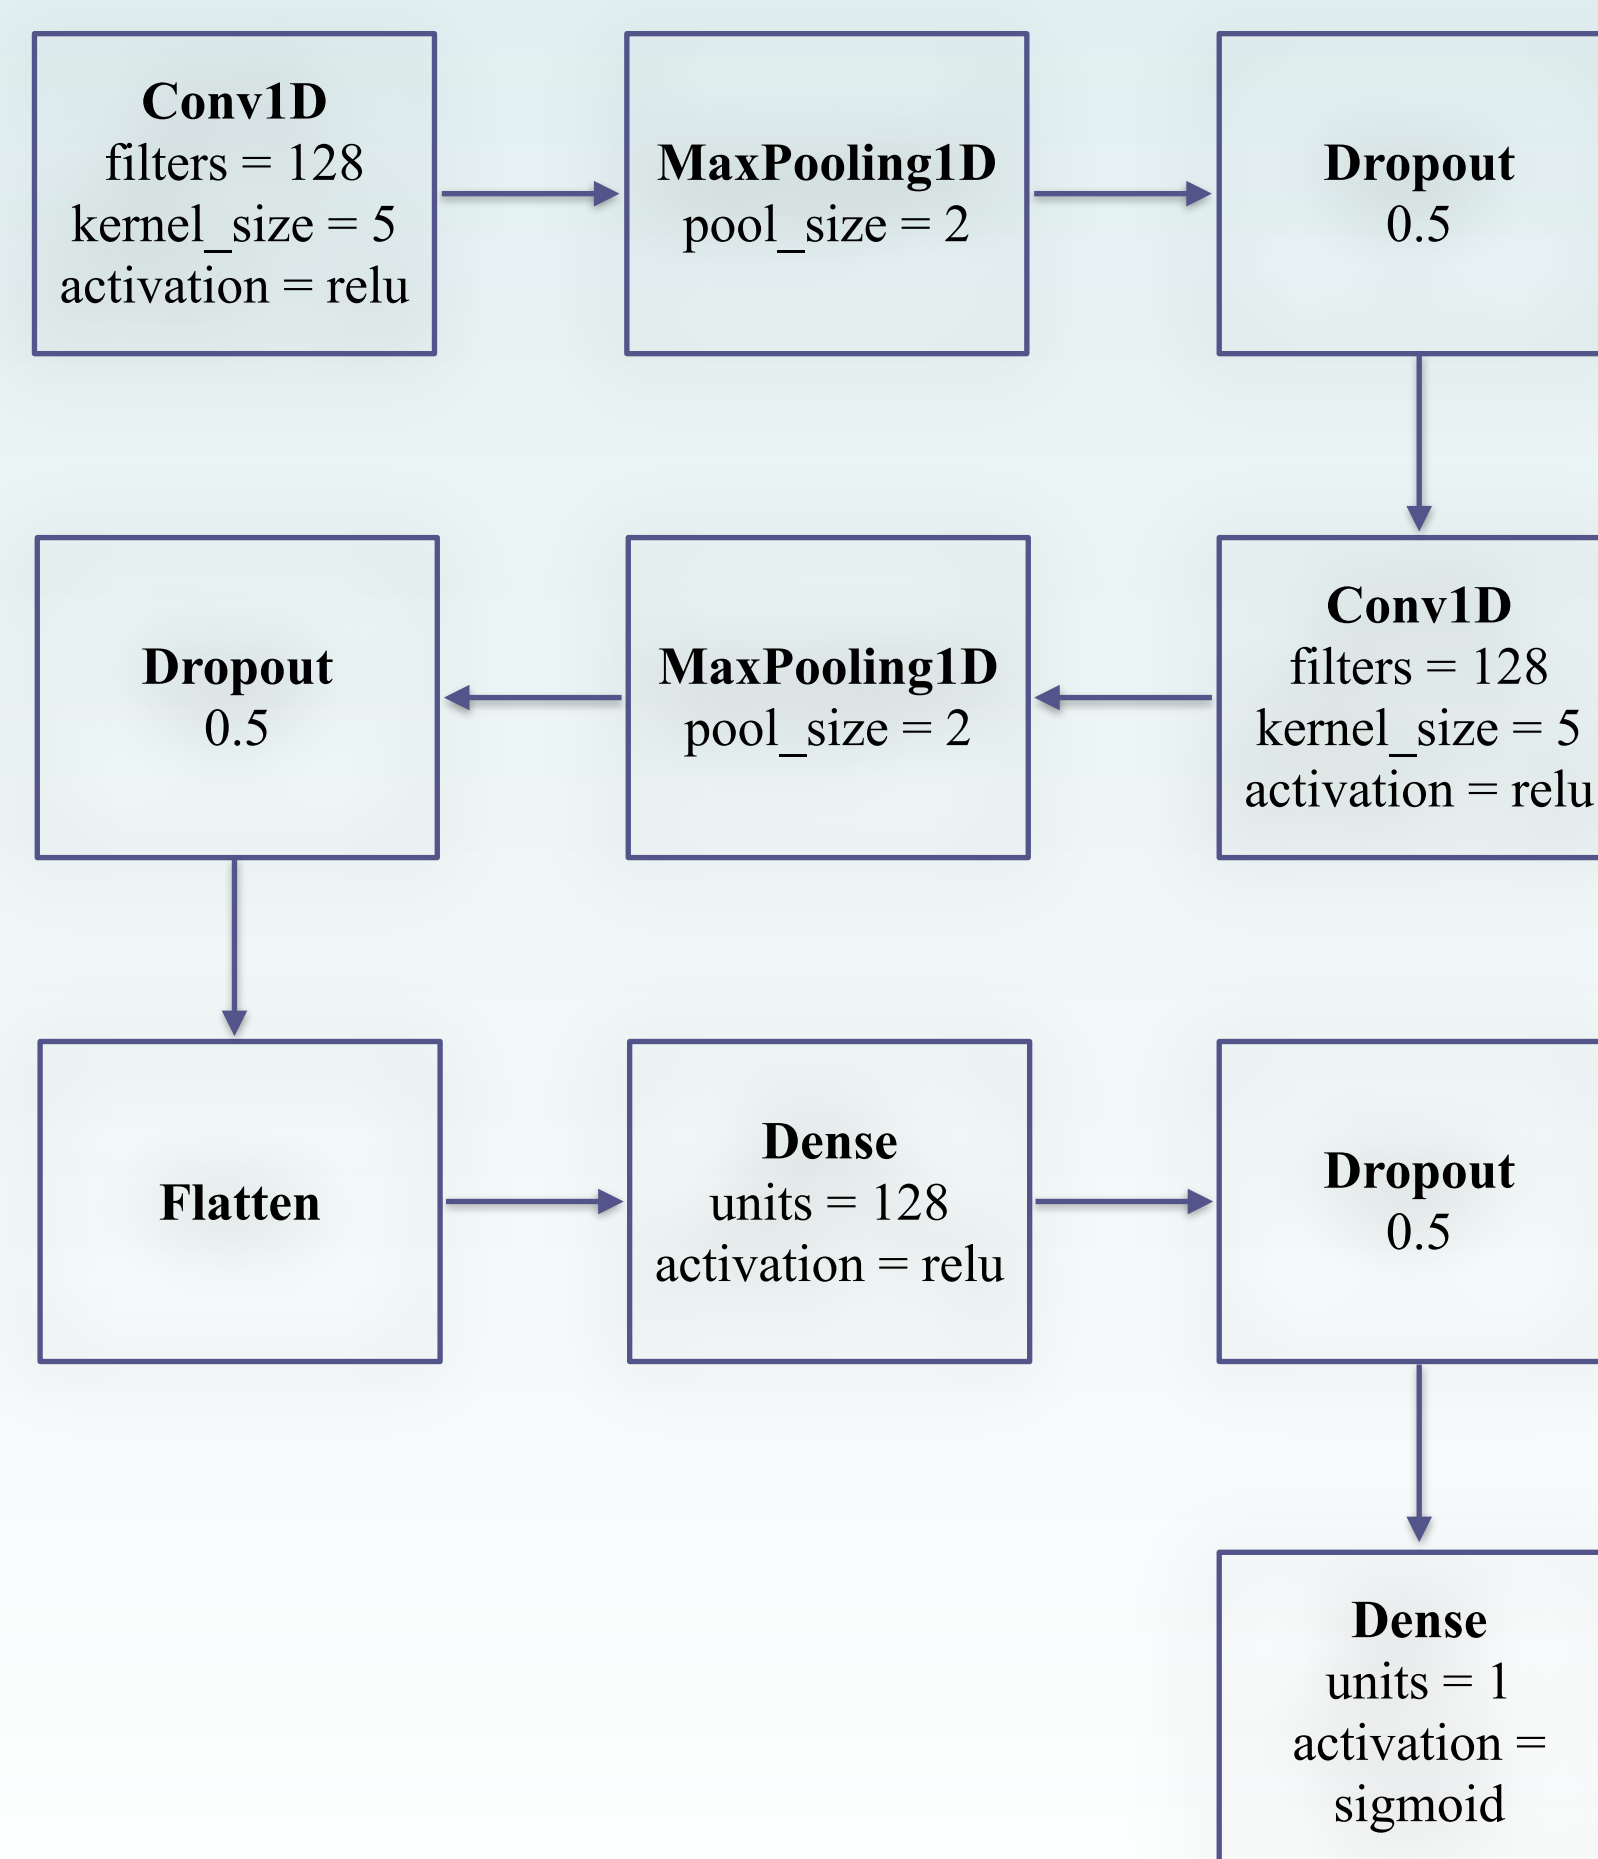 Conv1D
filters = 128
kernel_size = 5
activation = relu
MaxPooling1D
pool_size = 2
Dropout
0.5
Conv1D
filters = 128
kernel_size = 5
activation = relu
MaxPooling1D
pool_size = 2
Dropout
0.5
Flatten
Dense
units = 128
activation = relu
Dropout
0.5
Dense
units = 1
activation =
sigmoid